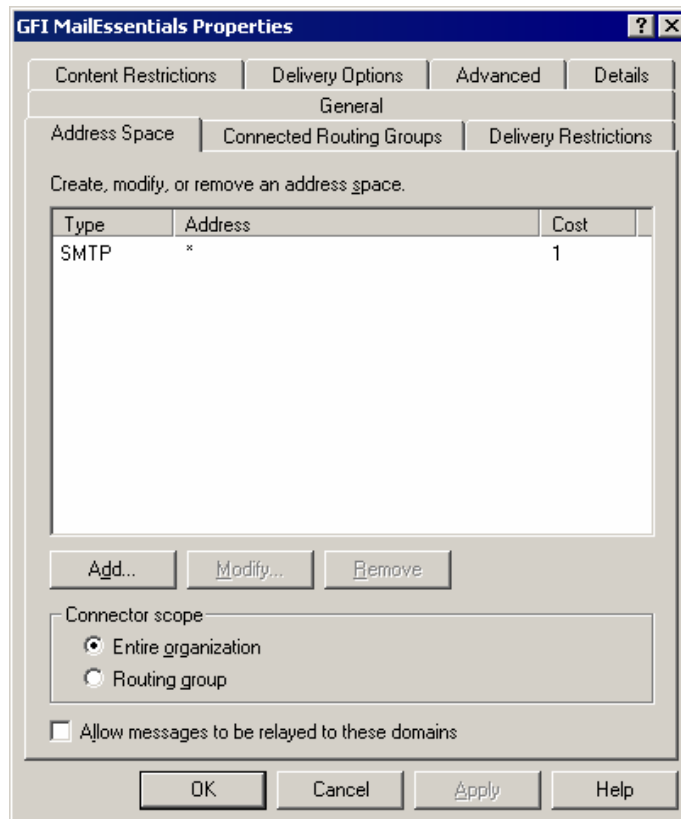 GFI MailEssentials Properties
Content Restrictions Delivery Options Advanced Details
General
Address Space Connected Routing Groups Delivery Restrictions
Create, modify, or remove an address space.
Type Address Cost
SMTP * 1
Add... Modify... Remove
Connector scope
Entire organization
Routing group
Allow messages to be relayed to these domains
OK Cancel Apply Help